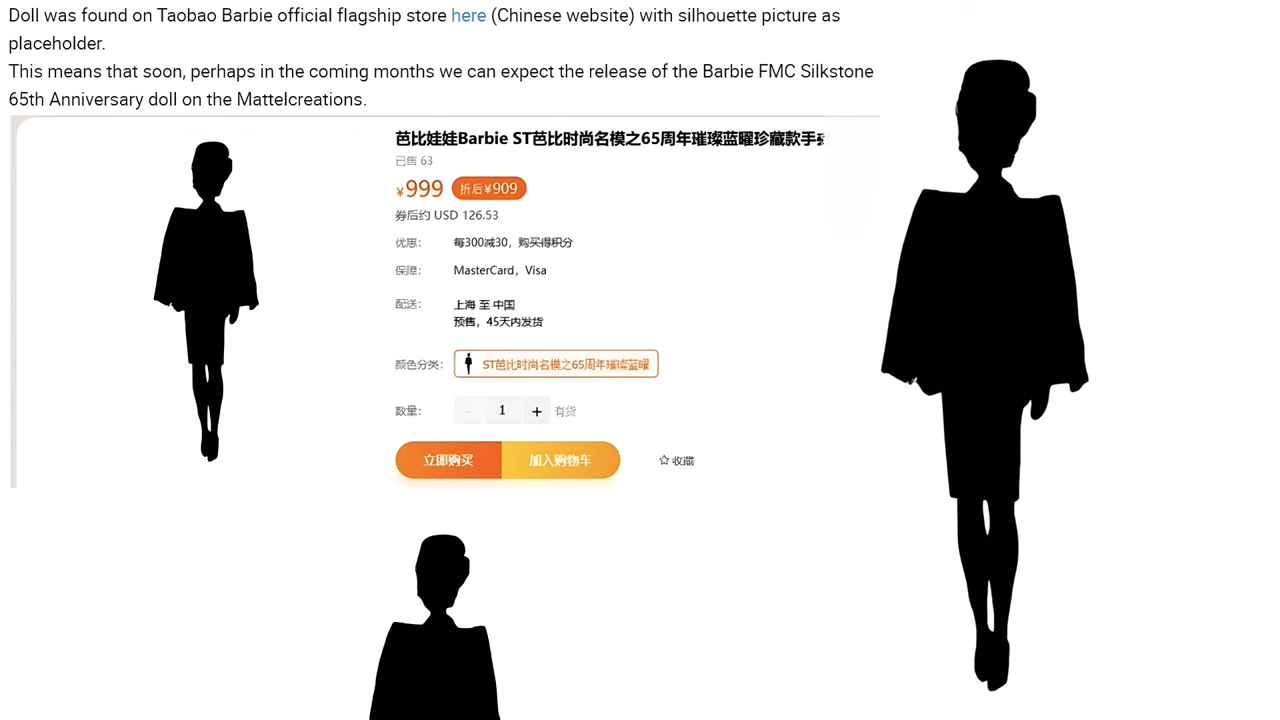 Doll was found on Taobao Barbie official flagship store here (Chinese website) with silhouette picture as
placeholder.
This means that soon, perhaps in the coming months we can expect the release of the Barbie FMC Silkstone
65th Anniversary doll on the Mattelcreations.
芭比娃娃Barbie ST芭比时尚名模之65周年璀璨蓝曜珍藏款手
已售 63
¥999 折后¥909
券后约 USD 126.53
优惠: 每300减30，购买得积分
保障: MasterCard，Visa
配送: 上海 至 中国
预售，45天内发货
颜色分类: ST芭比时尚名模之65周年璀璨蓝曜
数量: - 1 + 有货
立即购买 加入购物车 ☆ 收藏